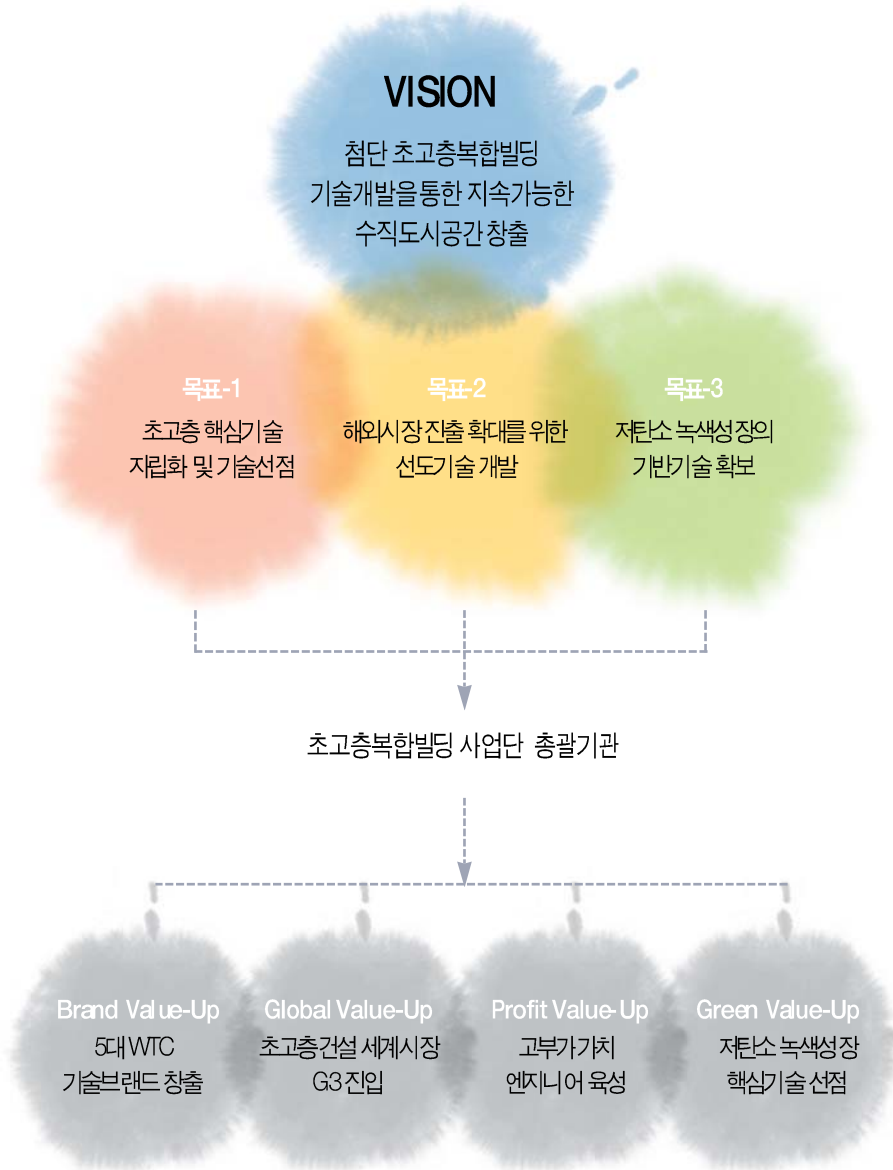 VISION
첨단 초고층복합빌딩
기술개발을통한 지속가능한
수직도시공간 창출
목표-1
초고층 핵심기술
자립화 및 기술선점
목표-2
해외시장 진출 확대를 위한
선도기술 개발
목표-3
저탄소 녹색성장의
기반기술 확보
초고층복합빌딩 사업단 총괄기관
Brand Value-Up
5대 WTC
기술브랜드 창출
Global Value-Up
초고층건설 세계시장
G3 진입
Profit Value-Up
고부가가치
엔지니어 육성
Green Value-Up
저탄소 녹색성장
핵심기술 선점